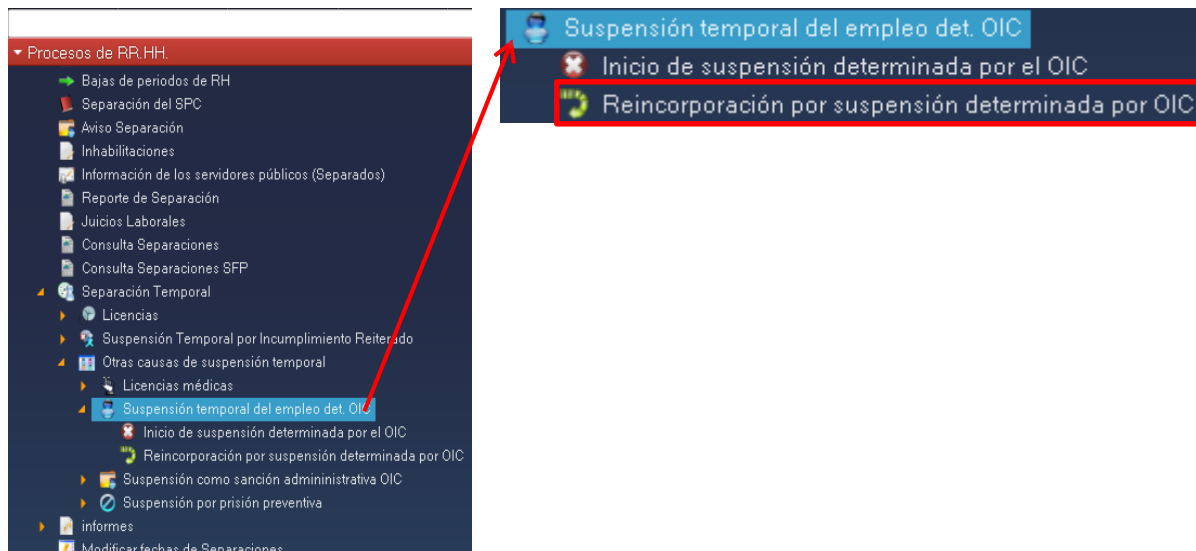 Procesos de RR.HH.
Bajas de periodos de RH
Separación del SPC
Aviso Separación
Inhabilitaciones
Información de los servidores públicos (Separados)
Reporte de Separación
Juicios Laborales
Consulta Separaciones
Consulta Separaciones SFP
Separación Temporal
Licencias
Suspensión Temporal por Incumplimiento Reiterado
Otras causas de suspensión temporal
Licencias médicas
Suspensión temporal del empleo det. OIC
Inicio de suspensión determinada por el OIC
Reincorporación por suspensión determinada por OIC
Suspensión como sanción admininistrativa OIC
Suspensión por prisión preventiva
informes
Modificar fechas de Separaciones
Suspensión temporal del empleo det. OIC
Inicio de suspensión determinada por el OIC
Reincorporación por suspensión determinada por OIC